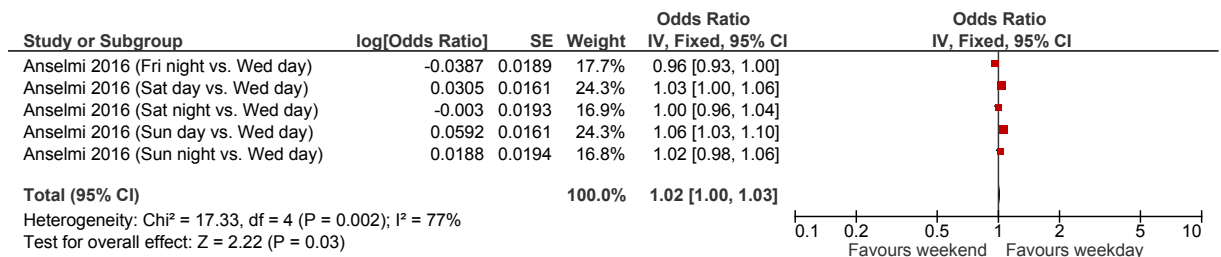 Odds Ratio Odds Ratio
Study or Subgroup log[Odds Ratio] SE Weight IV, Fixed, 95% CI IV, Fixed, 95% CI
Anselmi 2016 (Fri night vs. Wed day) -0.0387 0.0189 17.7% 0.96 [0.93, 1.00]
Anselmi 2016 (Sat day vs. Wed day) 0.0305 0.0161 24.3% 1.03 [1.00, 1.06]
Anselmi 2016 (Sat night vs. Wed day) -0.003 0.0193 16.9% 1.00 [0.96, 1.04]
Anselmi 2016 (Sun day vs. Wed day) 0.0592 0.0161 24.3% 1.06 [1.03, 1.10]
Anselmi 2016 (Sun night vs. Wed day) 0.0188 0.0194 16.8% 1.02 [0.98, 1.06]
Total (95% CI) 100.0% 1.02 [1.00, 1.03]
Heterogeneity: Chi² = 17.33, df = 4 (P = 0.002); I² = 77%
Test for overall effect: Z = 2.22 (P = 0.03)
0.1 0.2 0.5 1 2 5 10
Favours weekend Favours weekday